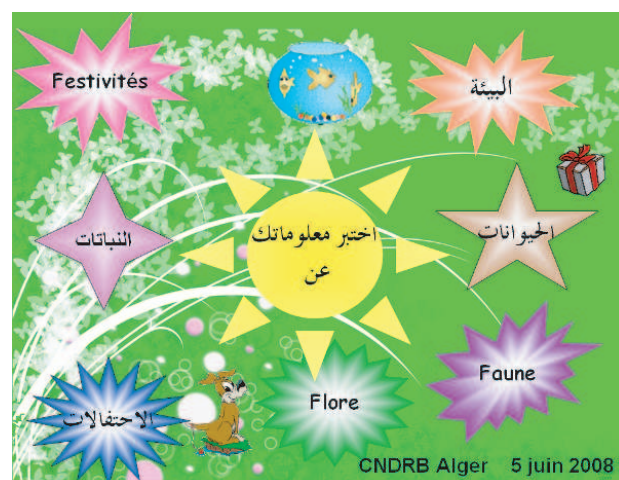 Festivités
البيئة
النباتات
اختبر معلوماتك
عن
الحيوانات
الاحتفالات
Flore
Faune
CNDRB Alger 5 juin 2008